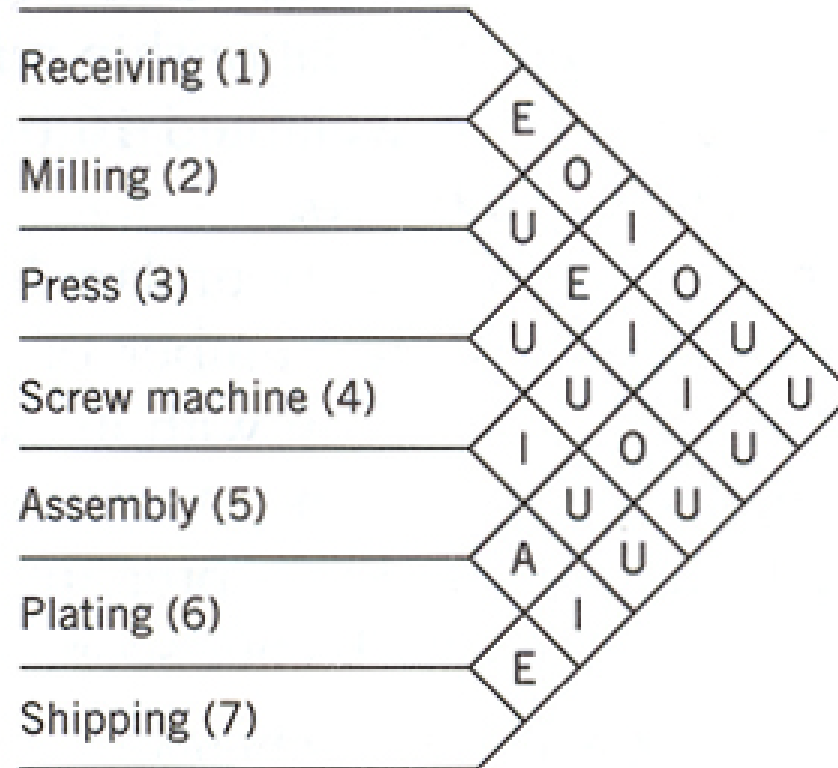 Receiving (1)
E
Milling (2) O
U I
Press (3) E O
U I U
Screw machine (4) U I U
I O U
Assembly (5) U U
A U
Plating (6) I
E
Shipping (7)